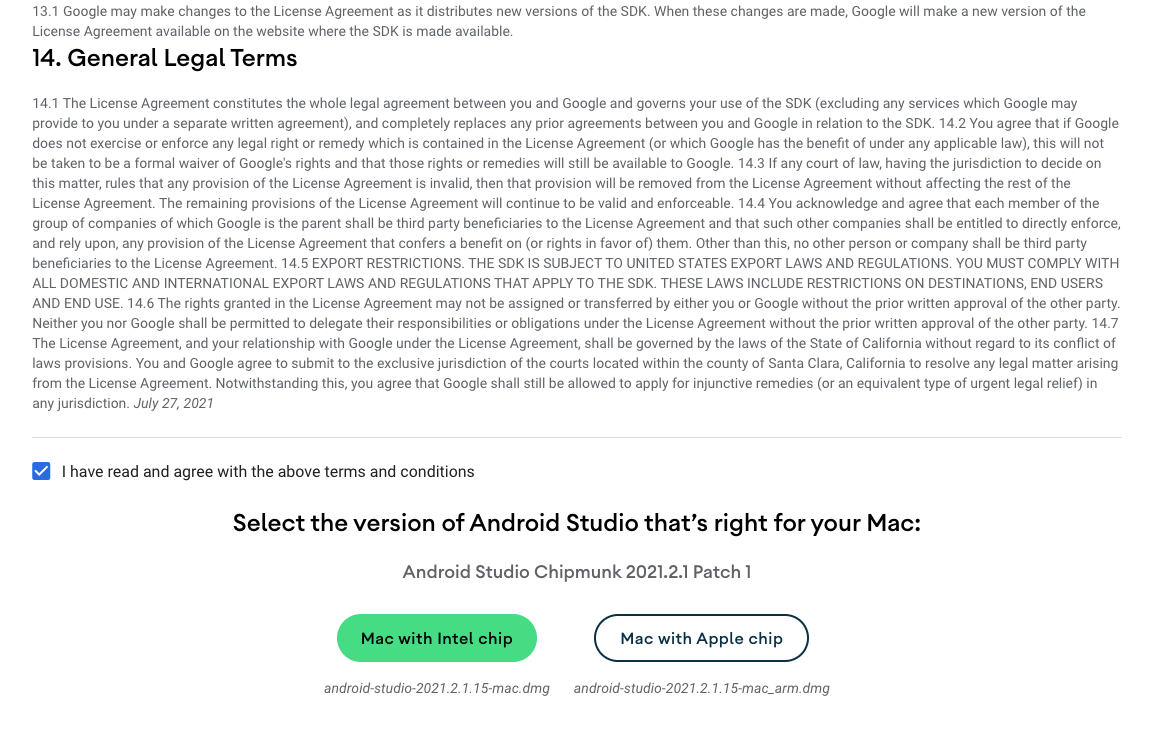 13.1 Google may make changes to the License Agreement as it distributes new versions of the SDK. When these changes are made, Google will make a new version of the
License Agreement available on the website where the SDK is made available.
14. General Legal Terms
14.1 The License Agreement constitutes the whole legal agreement between you and Google and governs your use of the SDK (excluding any services which Google may
provide to you under a separate written agreement), and completely replaces any prior agreements between you and Google in relation to the SDK. 14.2 You agree that if Google
does not exercise or enforce any legal right or remedy which is contained in the License Agreement (or which Google has the benefit of under any applicable law), this will not
be taken to be a formal waiver of Google's rights and that those rights or remedies will still be available to Google. 14.3 If any court of law, having the jurisdiction to decide on
this matter, rules that any provision of the License Agreement is invalid, then that provision will be removed from the License Agreement without affecting the rest of the
License Agreement. The remaining provisions of the License Agreement will continue to be valid and enforceable. 14.4 You acknowledge and agree that each member of the
group of companies of which Google is the parent shall be third party beneficiaries to the License Agreement and that such other companies shall be entitled to directly enforce,
and rely upon, any provision of the License Agreement that confers a benefit on (or rights in favor of) them. Other than this, no other person or company shall be third party
beneficiaries to the License Agreement. 14.5 EXPORT RESTRICTIONS. THE SDK IS SUBJECT TO UNITED STATES EXPORT LAWS AND REGULATIONS. YOU MUST COMPLY WITH
ALL DOMESTIC AND INTERNATIONAL EXPORT LAWS AND REGULATIONS THAT APPLY TO THE SDK. THESE LAWS INCLUDE RESTRICTIONS ON DESTINATIONS, END USERS
AND END USE. 14.6 The rights granted in the License Agreement may not be assigned or transferred by either you or Google without the prior written approval of the other party.
Neither you nor Google shall be permitted to delegate their responsibilities or obligations under the License Agreement without the prior written approval of the other party. 14.7
The License Agreement, and your relationship with Google under the License Agreement, shall be governed by the laws of the State of California without regard to its conflict of
laws provisions. You and Google agree to submit to the exclusive jurisdiction of the courts located within the county of Santa Clara, California to resolve any legal matter arising
from the License Agreement. Notwithstanding this, you agree that Google shall still be allowed to apply for injunctive remedies (or an equivalent type of urgent legal relief) in
any jurisdiction. July 27, 2021
I have read and agree with the above terms and conditions
Select the version of Android Studio that's right for your Mac:
Android Studio Chipmunk 2021.2.1 Patch 1
Mac with Intel chip
Mac with Apple chip
android-studio-2021.2.1.15-mac.dmg
android-studio-2021.2.1.15-mac_arm.dmg